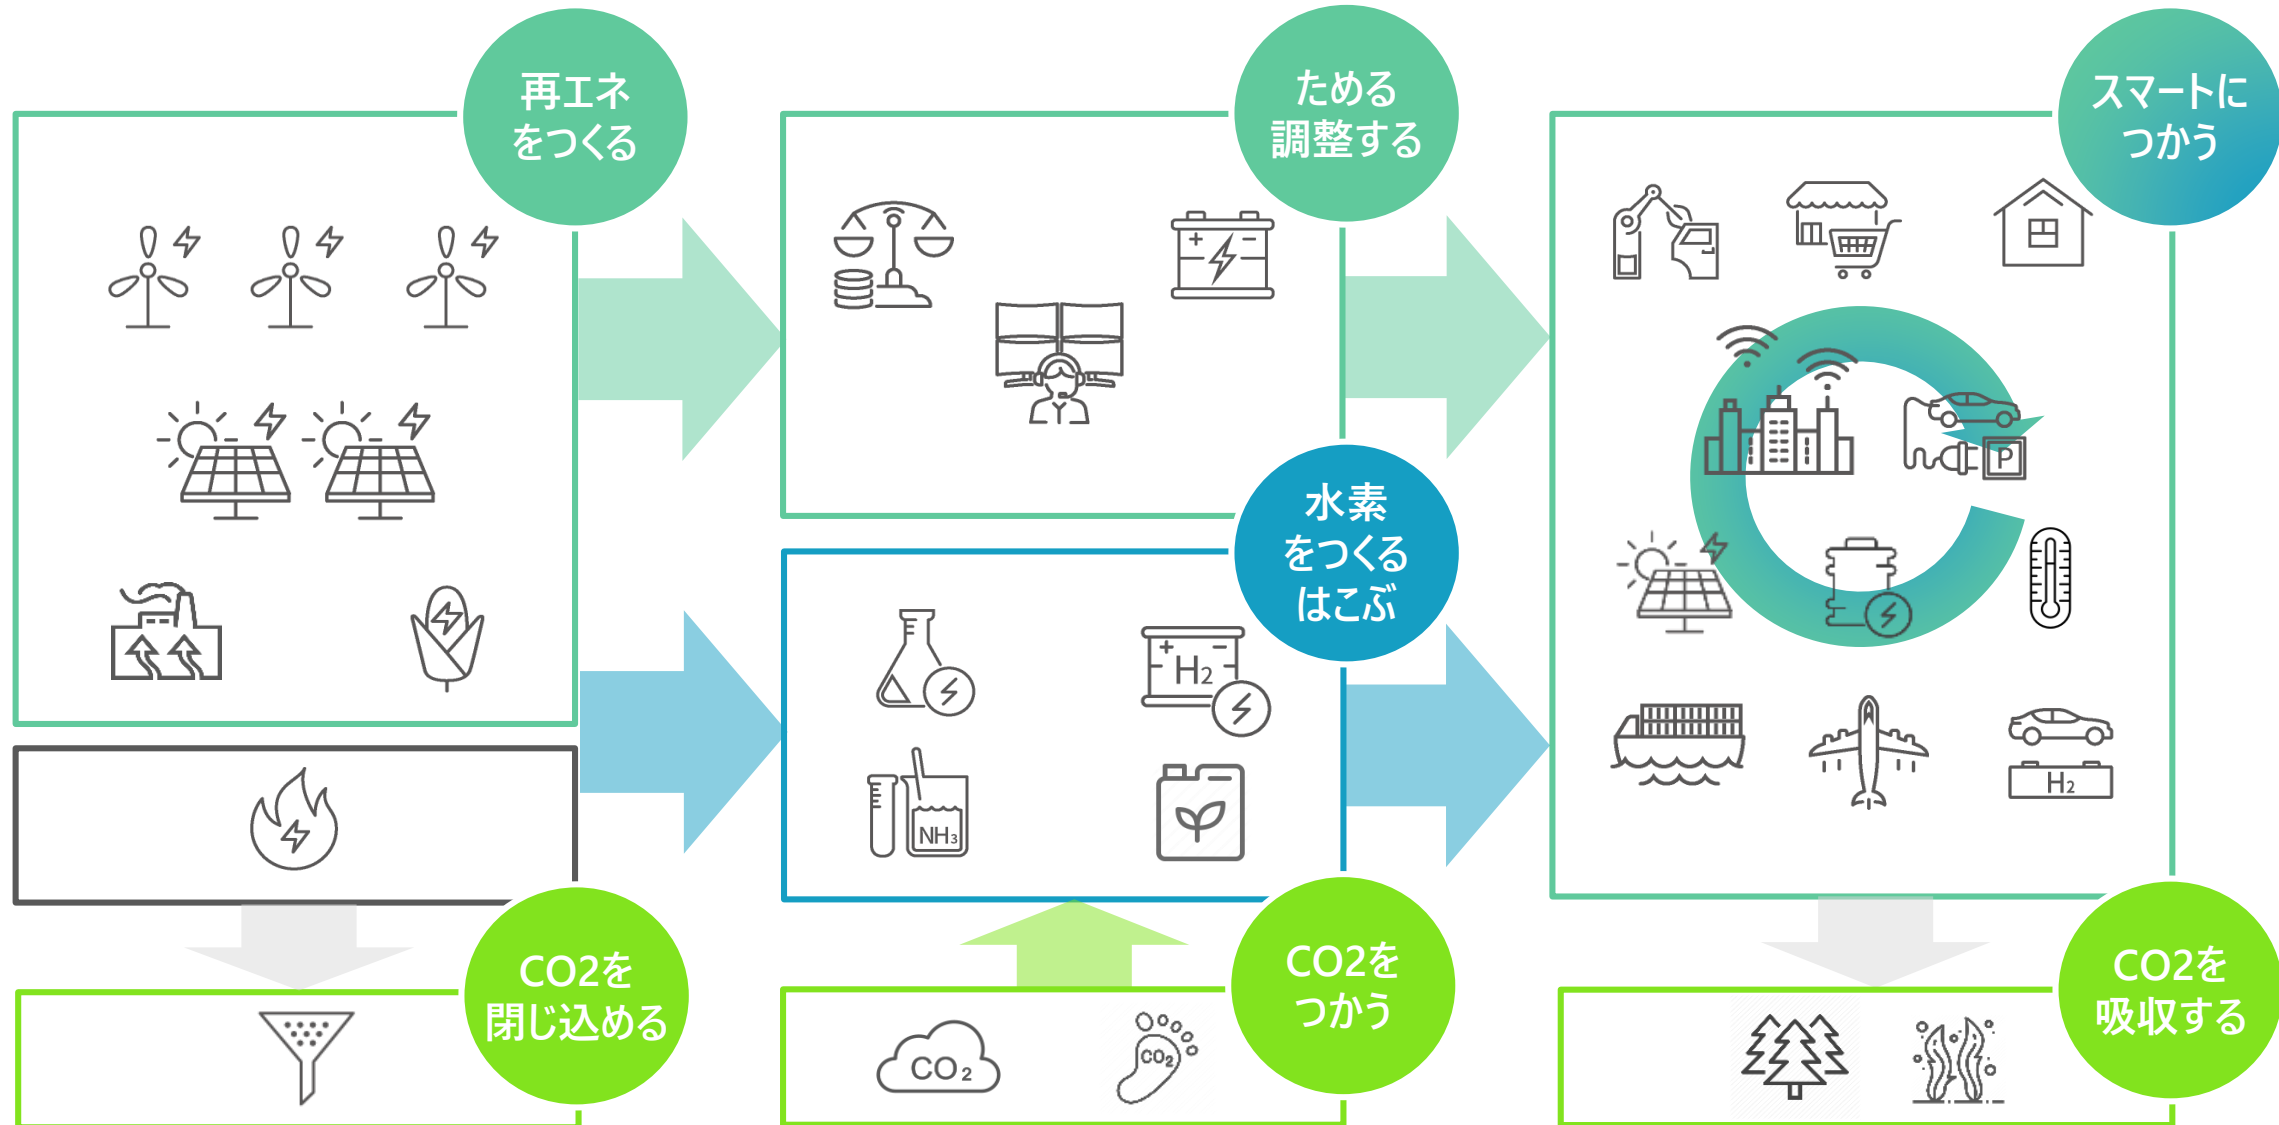 再エネ
をつくる
ためる
調整する
スマートに
つかう
+ −
P
水素
をつくる
はこぶ
+ −
H2
NH3
H2
CO2を
閉じ込める
CO2を
つかう
CO2を
吸収する
CO2
CO2